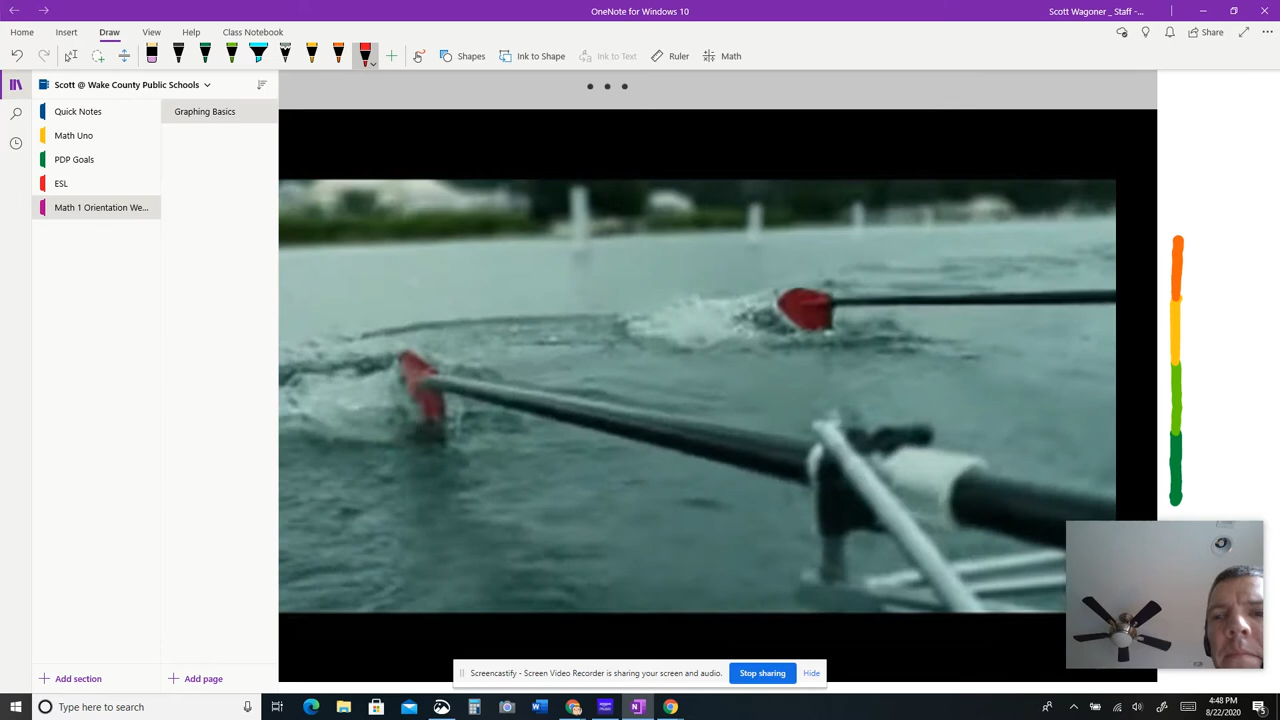 OneNote for Windows 10
Scott Wagoner _ Staff -...
Home Insert Draw View Help Class Notebook
Share
Shapes Ink to Shape Ink to Text Ruler Math
Scott @ Wake County Public Schools
Quick Notes
Graphing Basics
Math Uno
PDP Goals
ESL
Math 1 Orientation We...
Add section
Add page
Screencastify - Screen Video Recorder is sharing your screen and audio.
Stop sharing
Hide
Type here to search
4:48 PM
8/22/2020